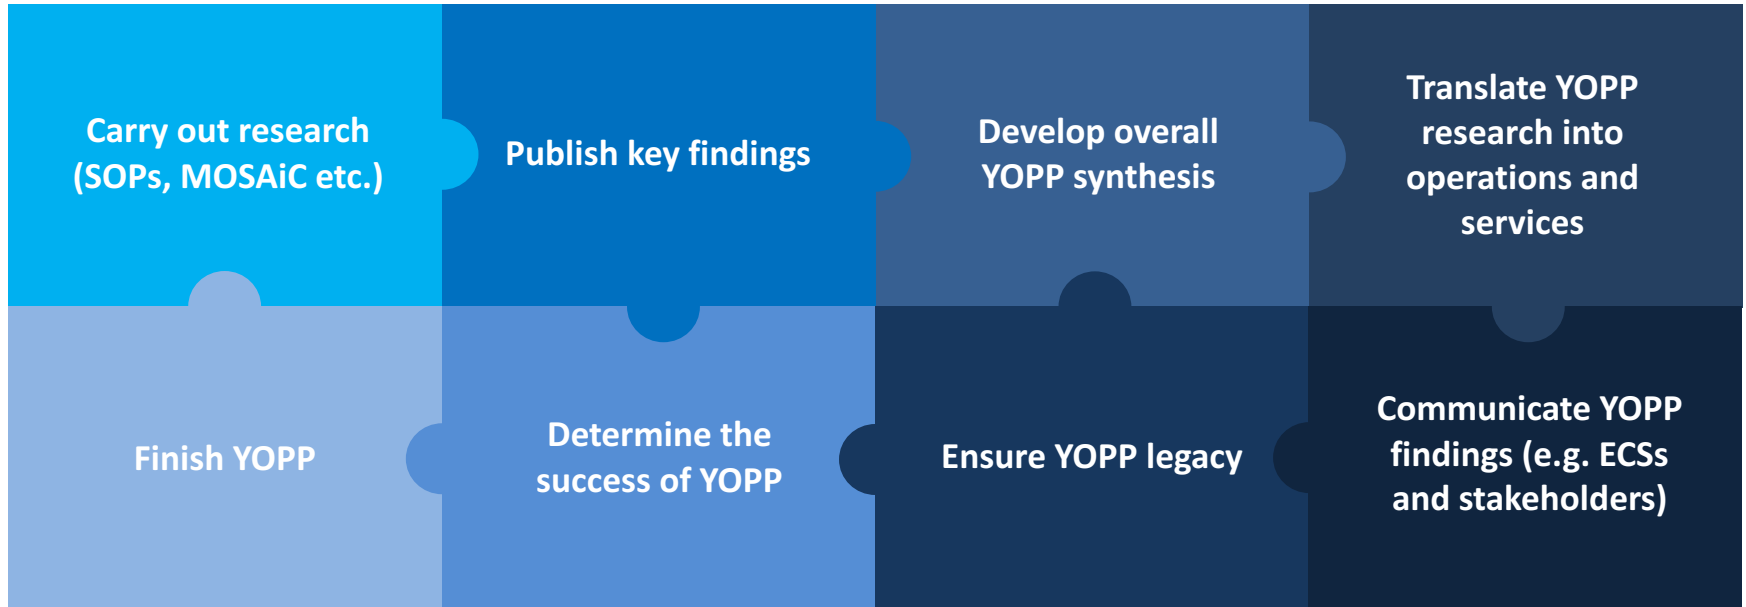 Carry out research
(SOPs, MOSAiC etc.)
Publish key findings
Develop overall
YOPP synthesis
Translate YOPP
research into
operations and
services
Finish YOPP
Determine the
success of YOPP
Ensure YOPP legacy
Communicate YOPP
findings (e.g. ECSs
and stakeholders)